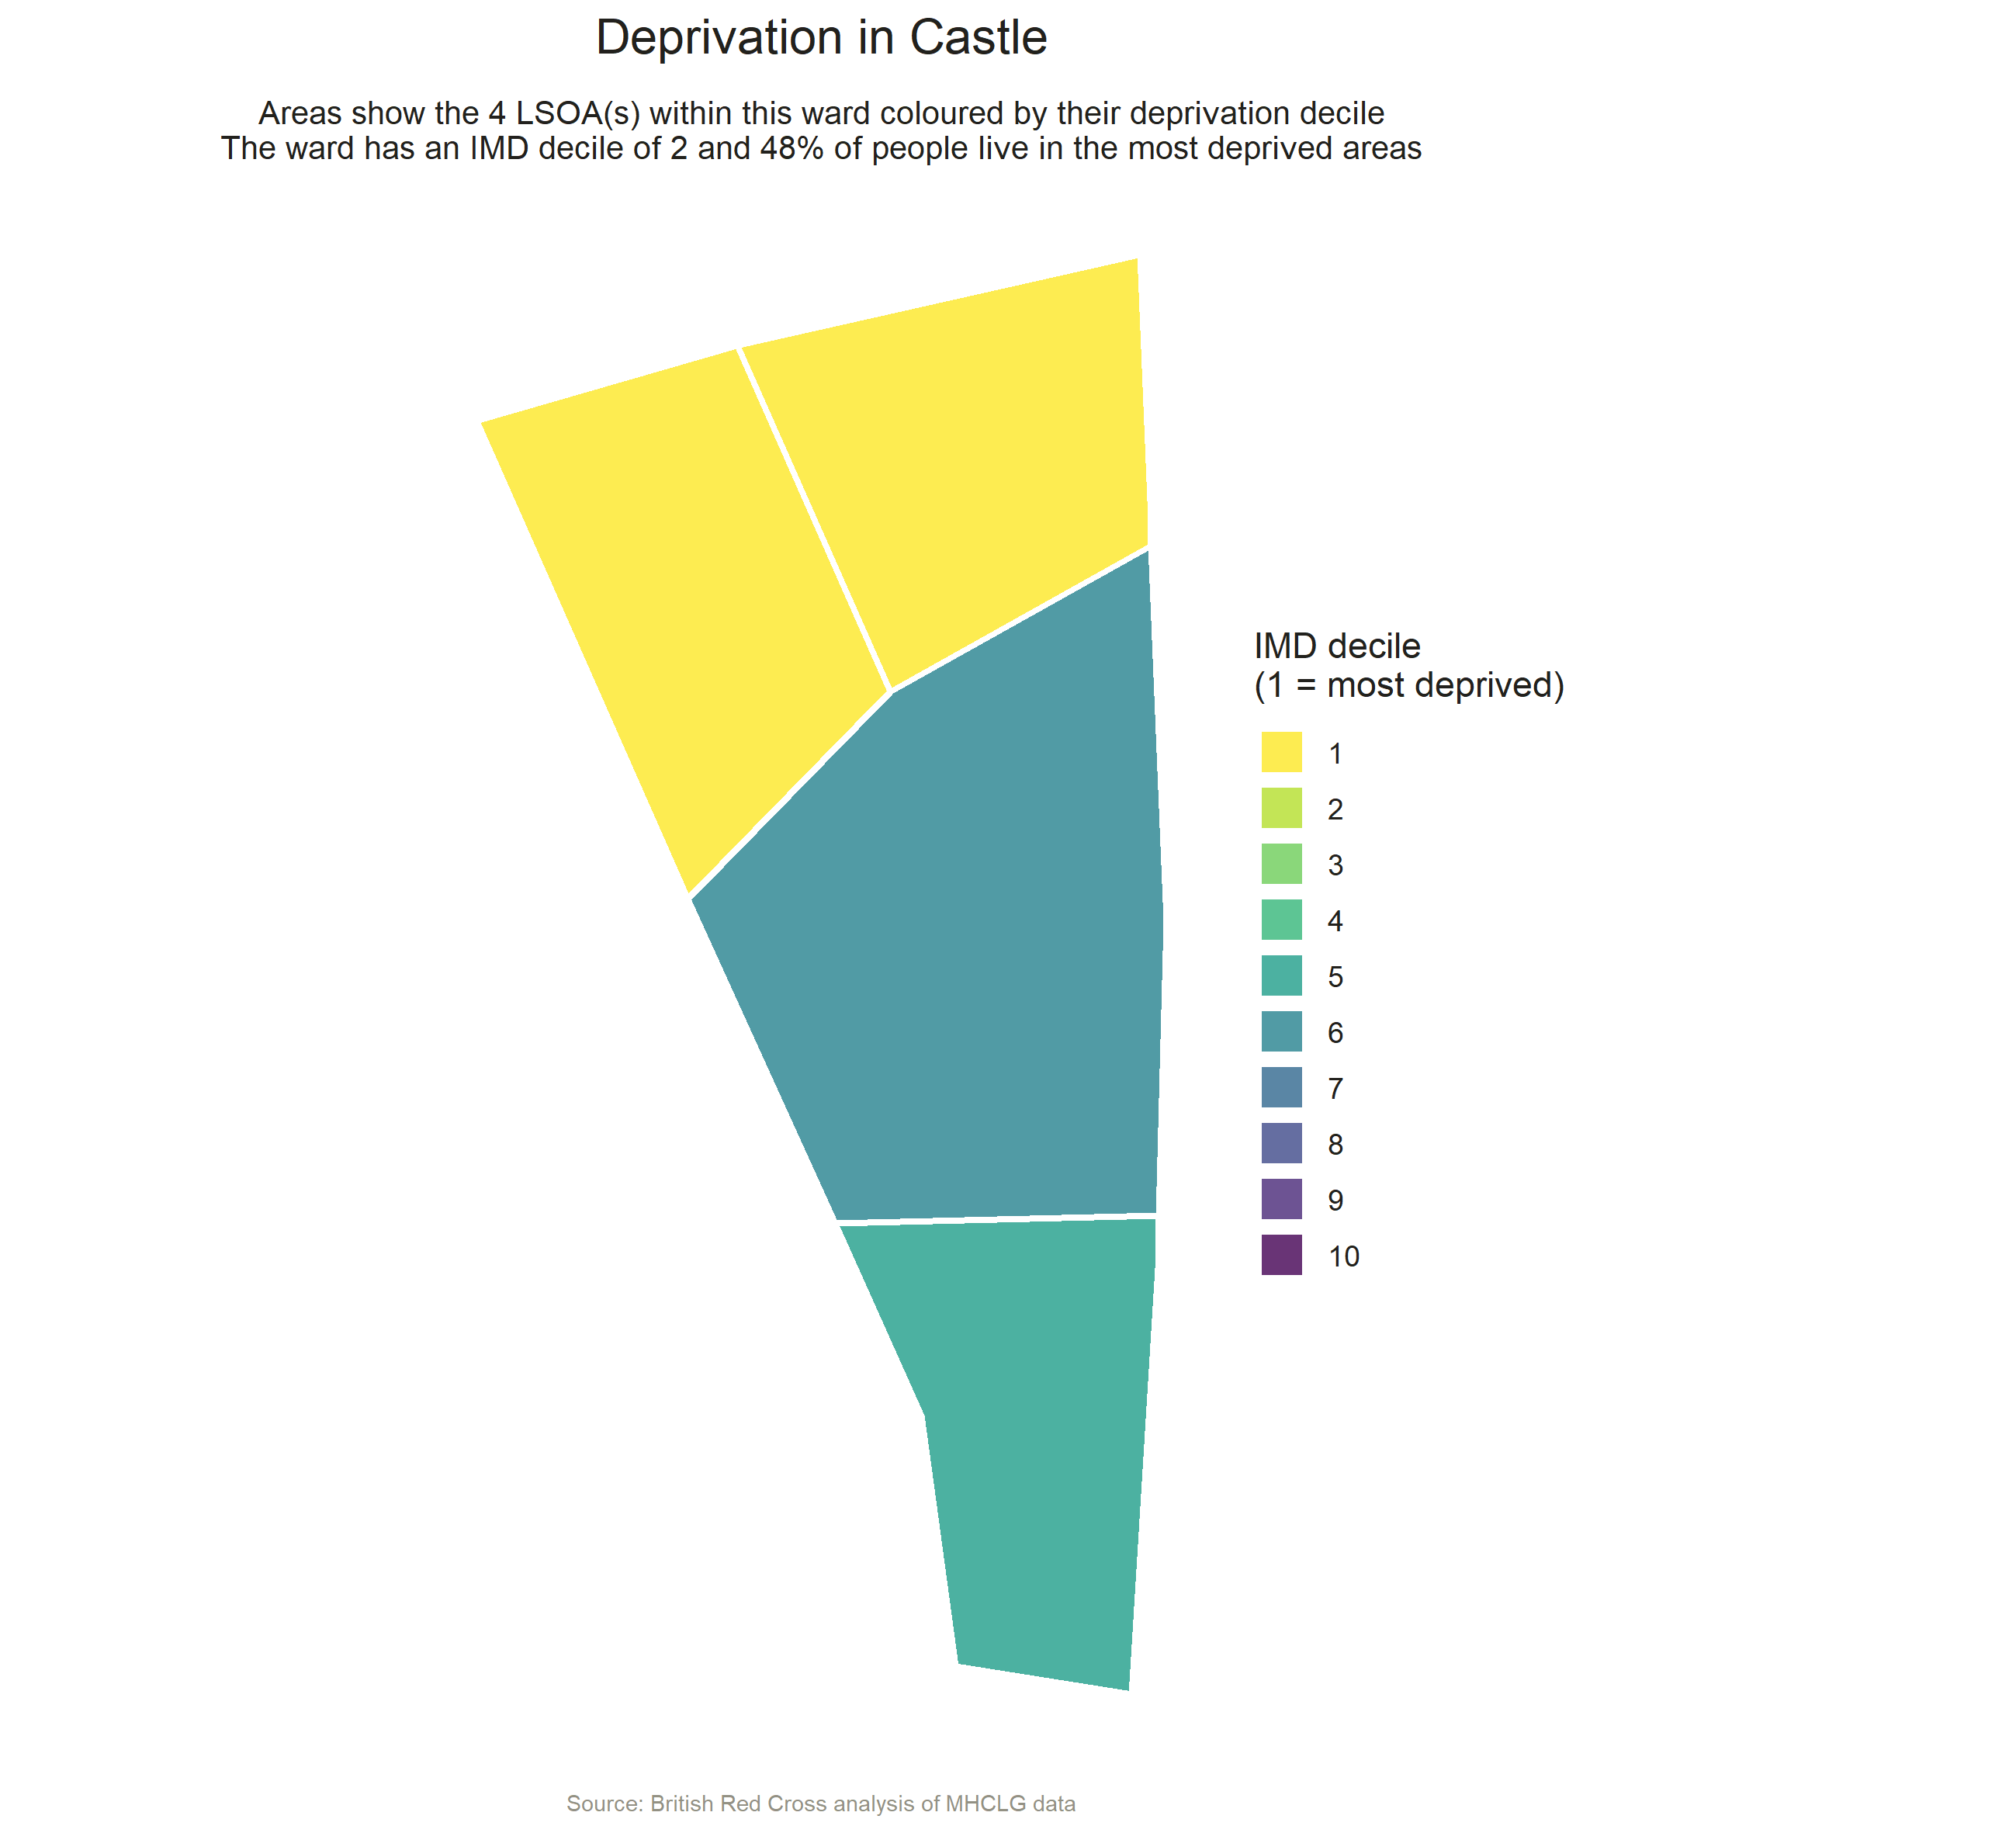 Deprivation in Castle
Areas show the 4 LSOA(s) within this ward coloured by their deprivation decile
The ward has an IMD decile of 2 and 48% of people live in the most deprived areas
IMD decile
(1 = most deprived)
1
2
3
4
5
6
7
8
9
10
Source: British Red Cross analysis of MHCLG data